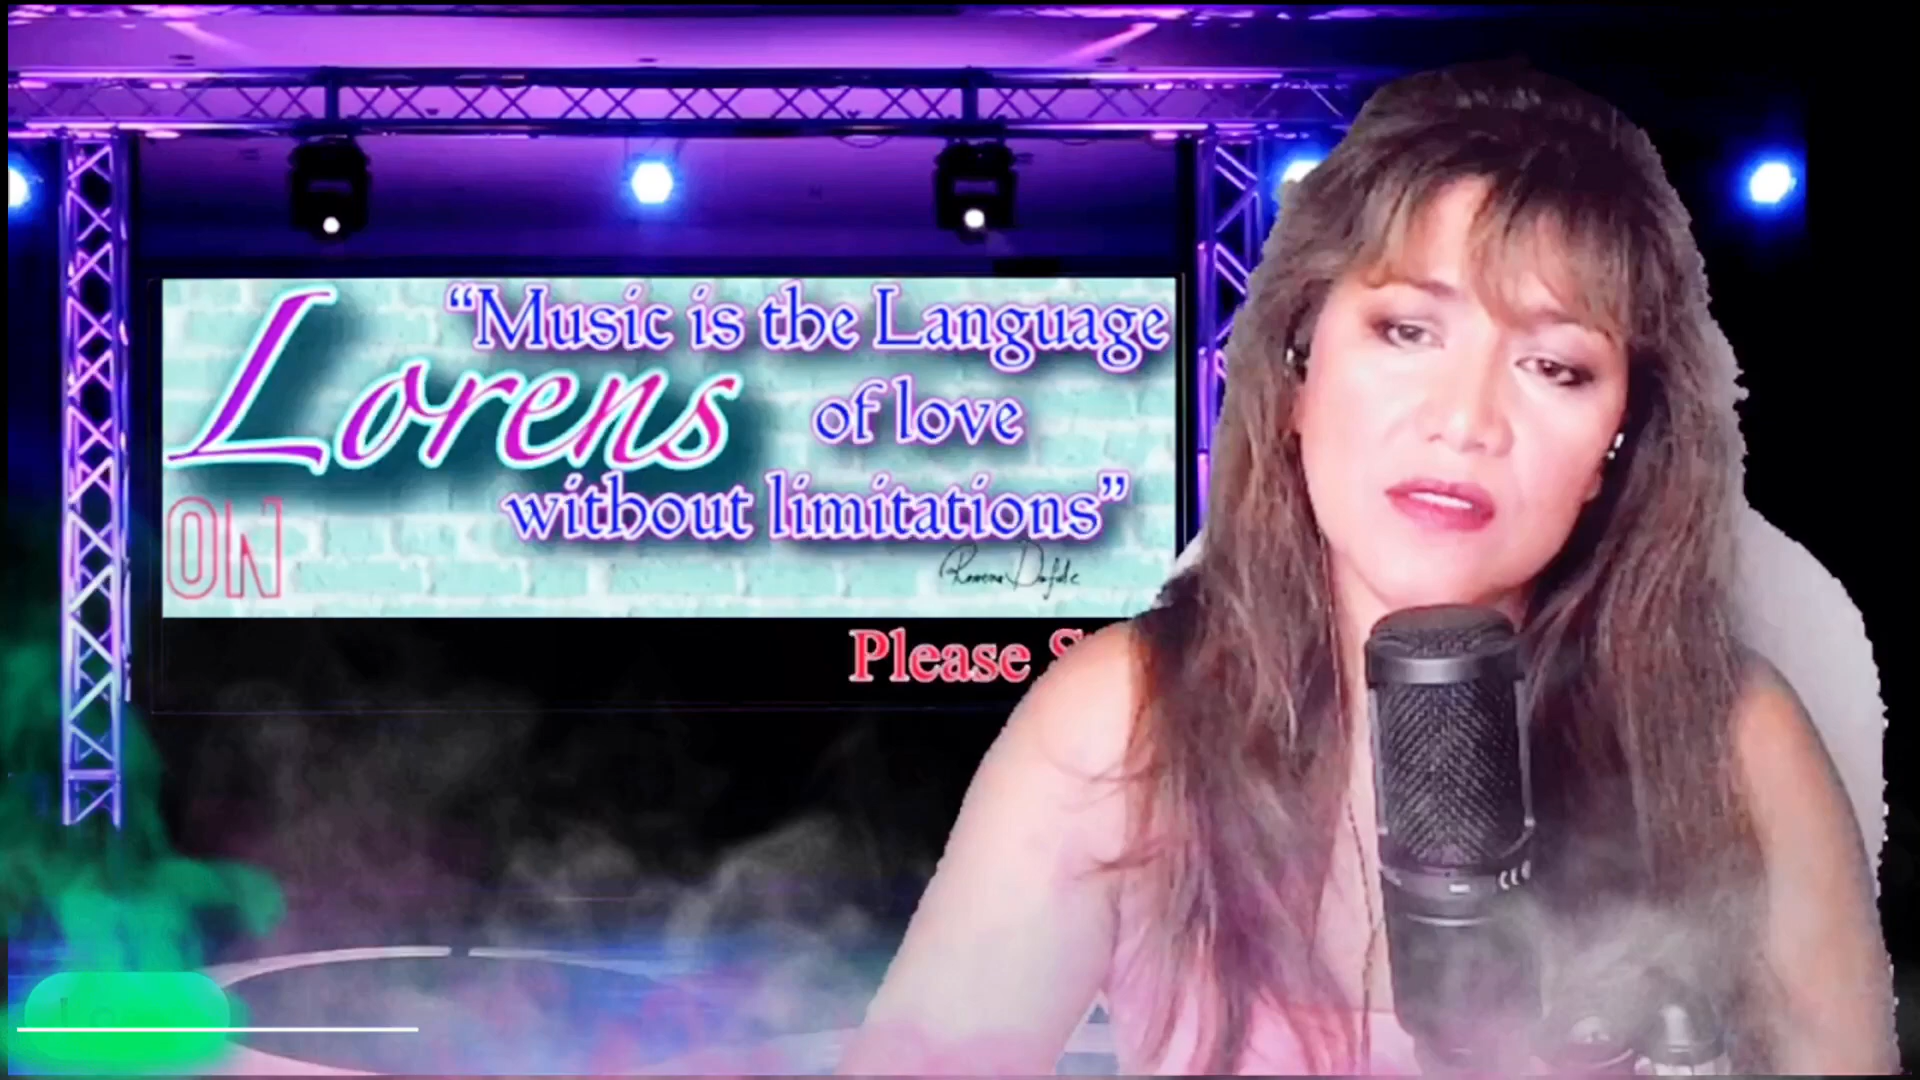 “Music is the Language
Lorens
of love
without limitations”
ON
Please